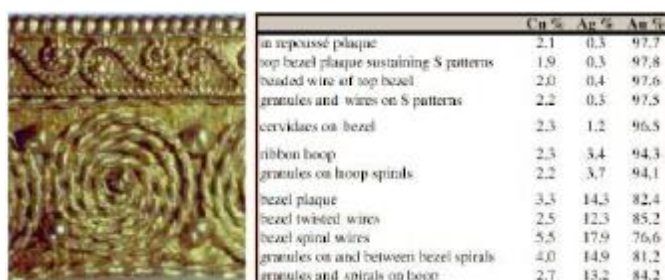 Cu % Ag % Au %
in repoussé plaque 2,1 0,3 97,7
top bezel plaque sustaining S patterns 1,9 0,3 97,8
beaded wire of top bezel 2,0 0,4 97,6
granules and wires on S patterns 2,2 0,3 97,5
cervidaes on bezel 2,3 1,2 96,5
ribbon hoop 2,3 3,4 94,3
granules on hoop spirals 2,2 3,7 94,1
bezel plaque 3,3 14,3 82,4
bezel twisted wires 2,5 12,3 85,2
bezel spiral wires 5,5 17,9 76,6
granules on and between bezel spirals 4,0 14,9 81,2
granules and spirals on hoop 2,7 13,2 84,2